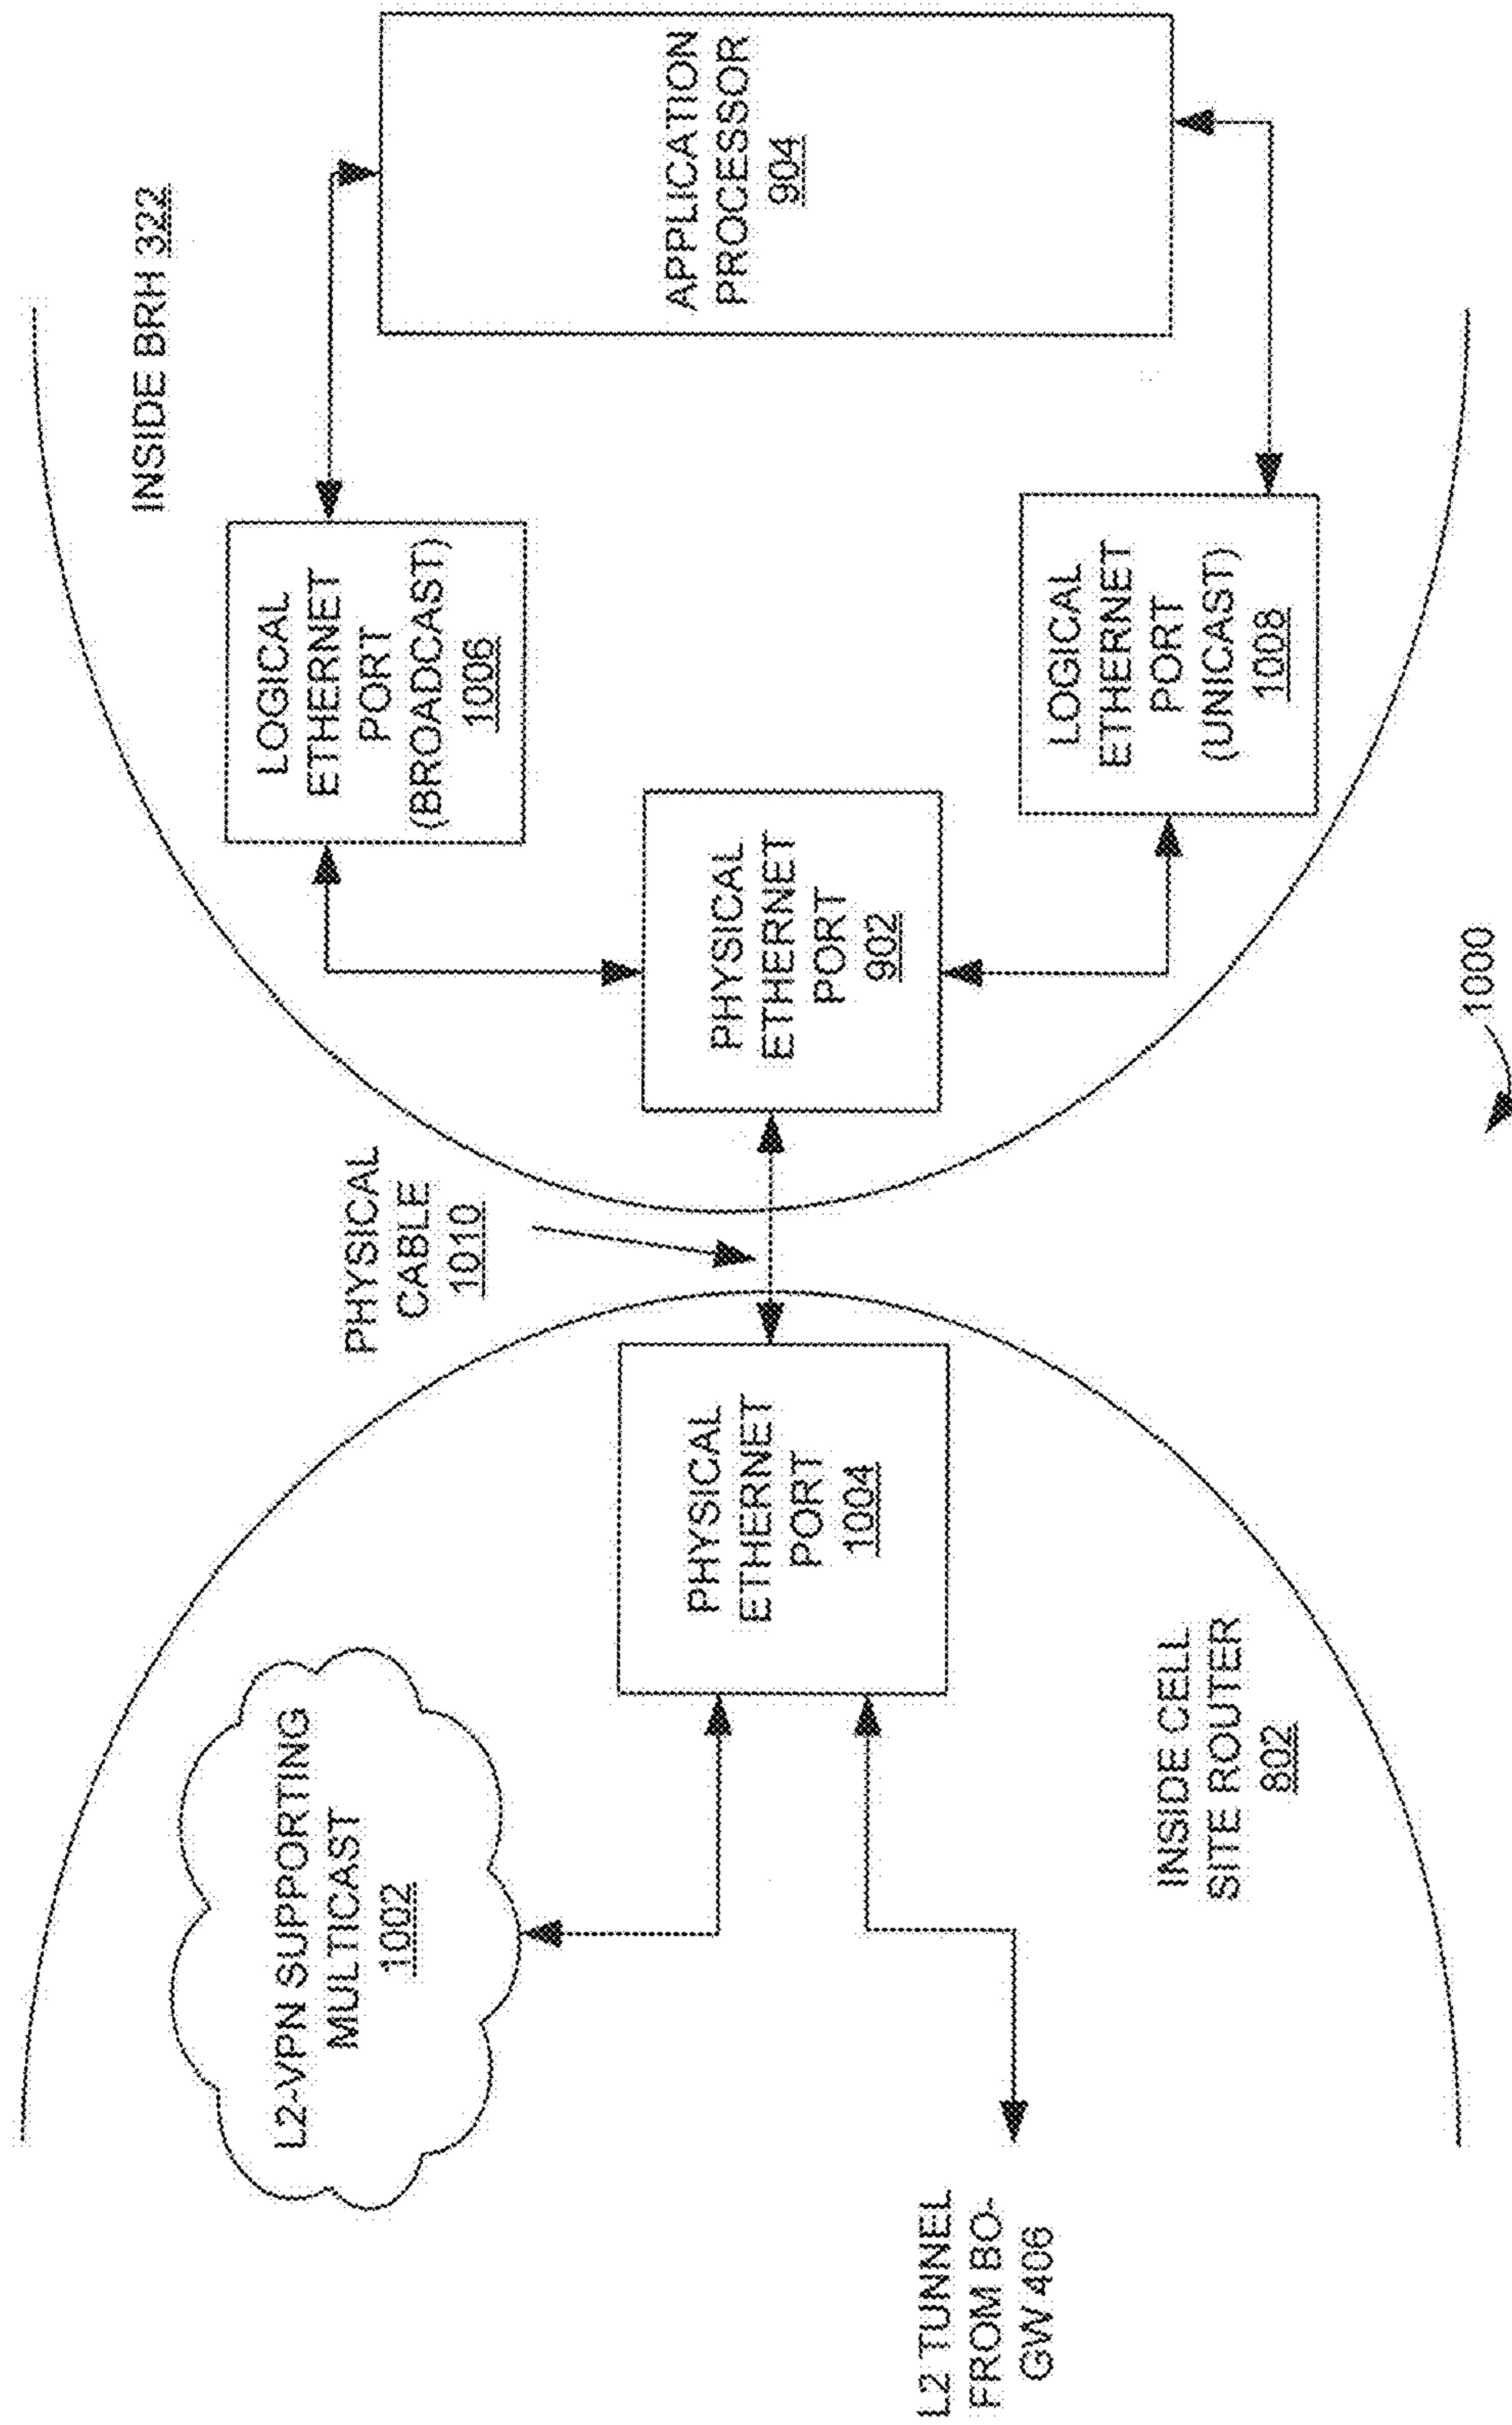 L2-VPN SUPPORTING
MULTICAST
1002
L2 TUNNEL
FROM BO-
GW 406
PHYSICAL
ETHERNET
PORT
1004
INSIDE CELL
SITE ROUTER
802
PHYSICAL
CABLE
1010
INSIDE BRH 322
LOGICAL
ETHERNET
PORT
(BROADCAST)
1006
PHYSICAL
ETHERNET
PORT
902
LOGICAL
ETHERNET
PORT
(UNICAST)
1008
APPLICATION
PROCESSOR
904
1000